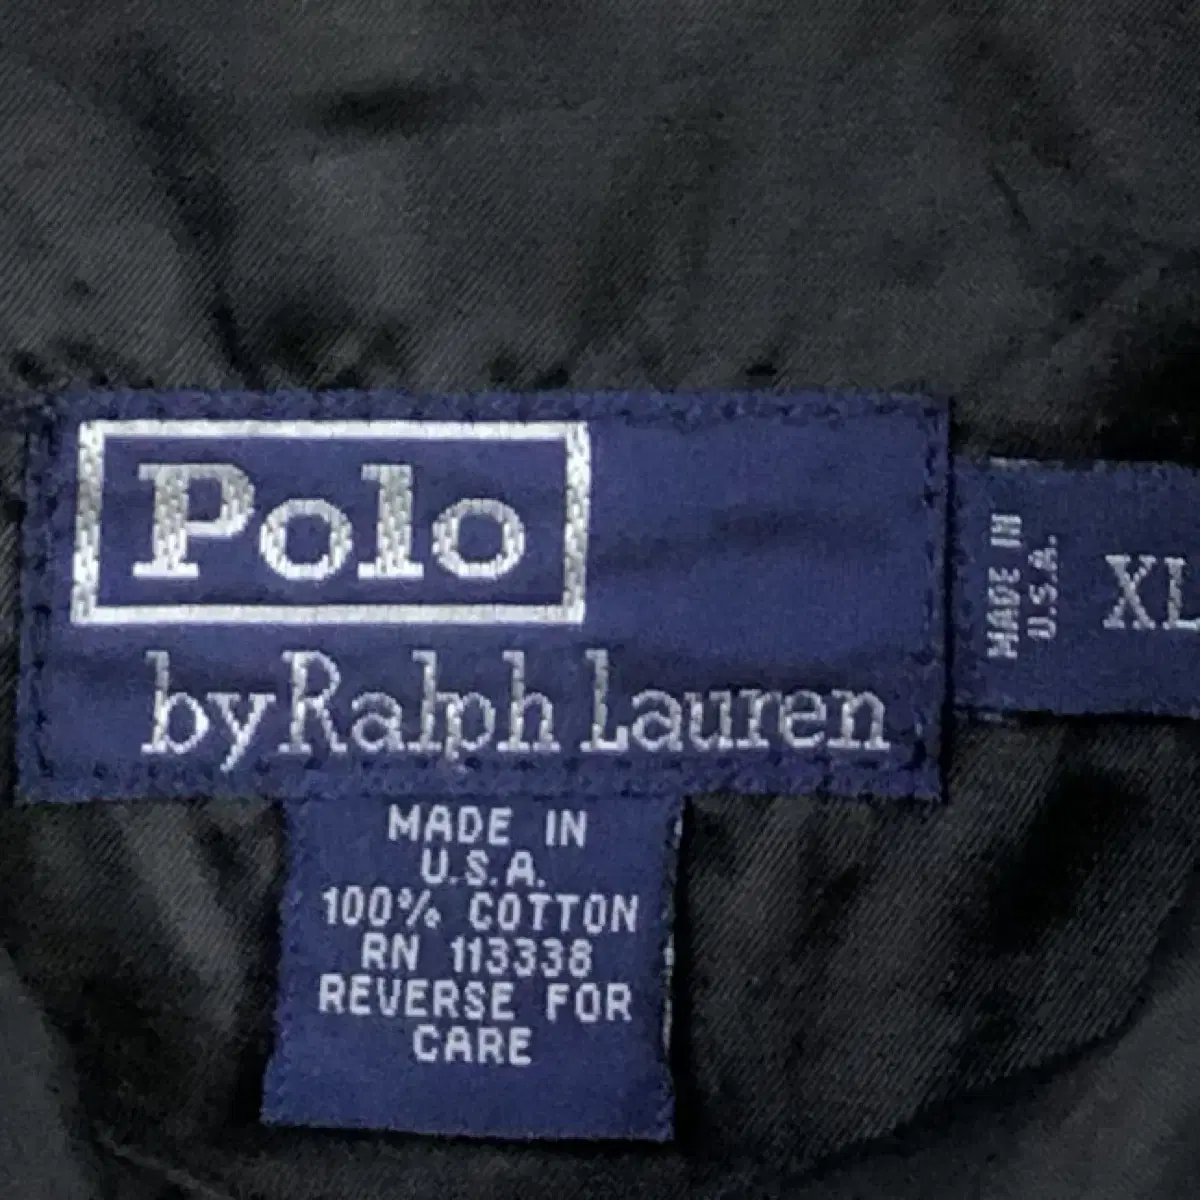 Polo
by Ralph Lauren
MADE IN
U.S.A.
XL
MADE IN
U.S.A.
100% COTTON
RN 113338
REVERSE FOR
CARE